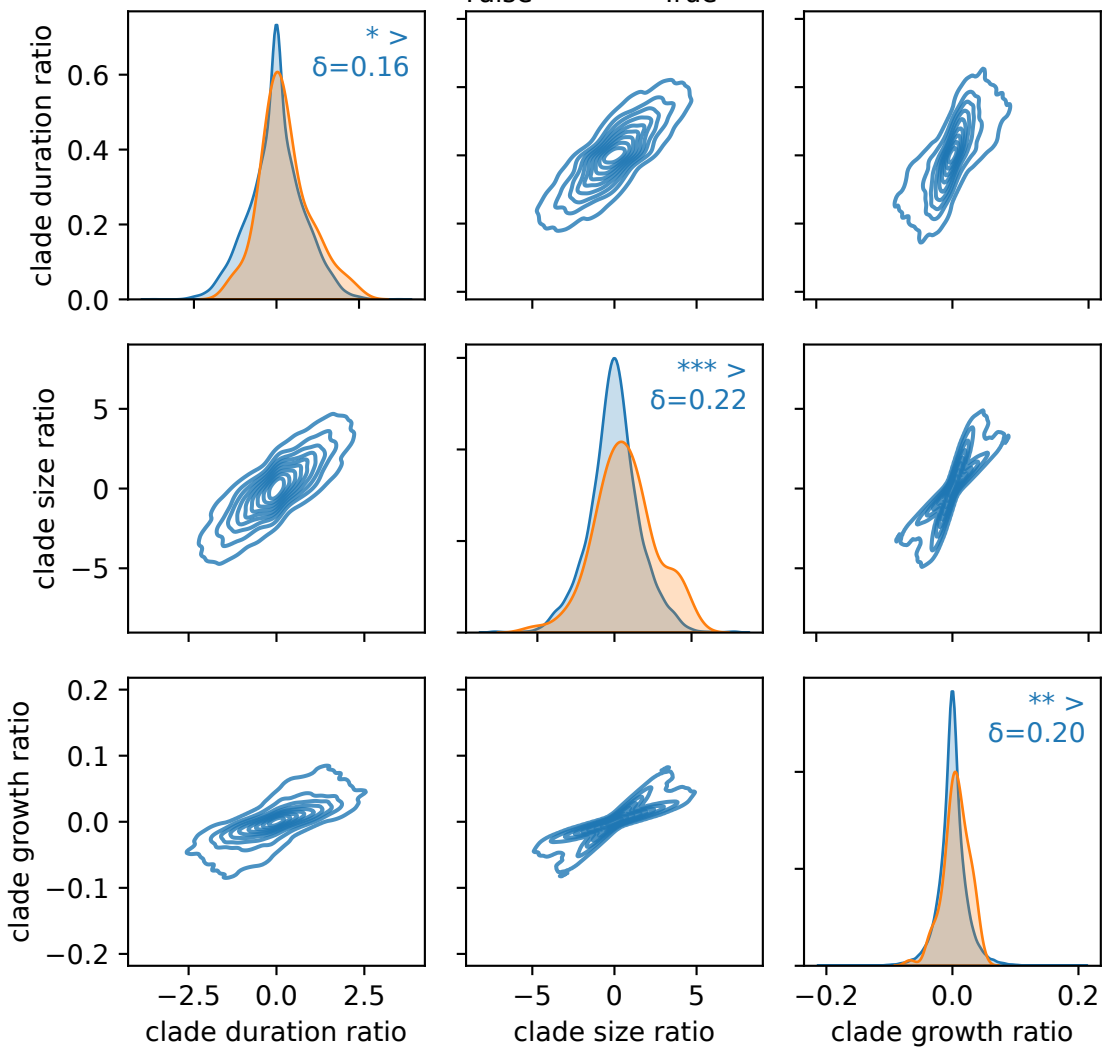 True
clade duration ratio
0.6
0.4
0.2
0.0
* >
δ=0.16
clade size ratio
5
0
−5
*** >
δ=0.22
clade growth ratio
0.2
0.1
0.0
−0.1
−0.2
** >
δ=0.20
−2.5 0.0 2.5
−5 0 5
−0.2 0.0 0.2
clade duration ratio
clade size ratio
clade growth ratio